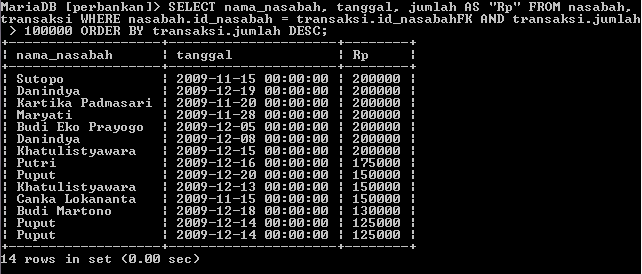 MariaDB [perbankan]> SELECT nama_nasabah, tanggal, jumlah AS "Rp" FROM nasabah,
transaksi WHERE nasabah.id_nasabah = transaksi.id_nasabahFK AND transaksi.jumlah
> 100000 ORDER BY transaksi.jumlah DESC;
+-------------------+---------------------+--------+
| nama_nasabah | tanggal | Rp |
+-------------------+---------------------+--------+
| Sutopo | 2009-11-15 00:00:00 | 200000 |
| Danindya | 2009-12-19 00:00:00 | 200000 |
| Kartika Padmasari | 2009-11-20 00:00:00 | 200000 |
| Maryati | 2009-11-28 00:00:00 | 200000 |
| Budi Eko Prayogo | 2009-12-05 00:00:00 | 200000 |
| Danindya | 2009-12-08 00:00:00 | 200000 |
| Khatulistyawara | 2009-12-15 00:00:00 | 200000 |
| Putri | 2009-12-16 00:00:00 | 175000 |
| Puput | 2009-12-20 00:00:00 | 150000 |
| Khatulistyawara | 2009-12-13 00:00:00 | 150000 |
| Canka Lokananta | 2009-11-15 00:00:00 | 150000 |
| Budi Martono | 2009-12-18 00:00:00 | 130000 |
| Puput | 2009-12-14 00:00:00 | 125000 |
| Puput | 2009-12-14 00:00:00 | 125000 |
+-------------------+---------------------+--------+
14 rows in set (0.00 sec)